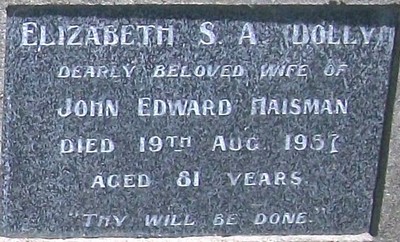 ELIZABETH S. A. (DOLLY)
DEARLY BELOVED WIFE OF
JOHN EDWARD HAISMAN
DIED 19TH AUG. 1957
AGED 81 YEARS.
"THY WILL BE DONE."